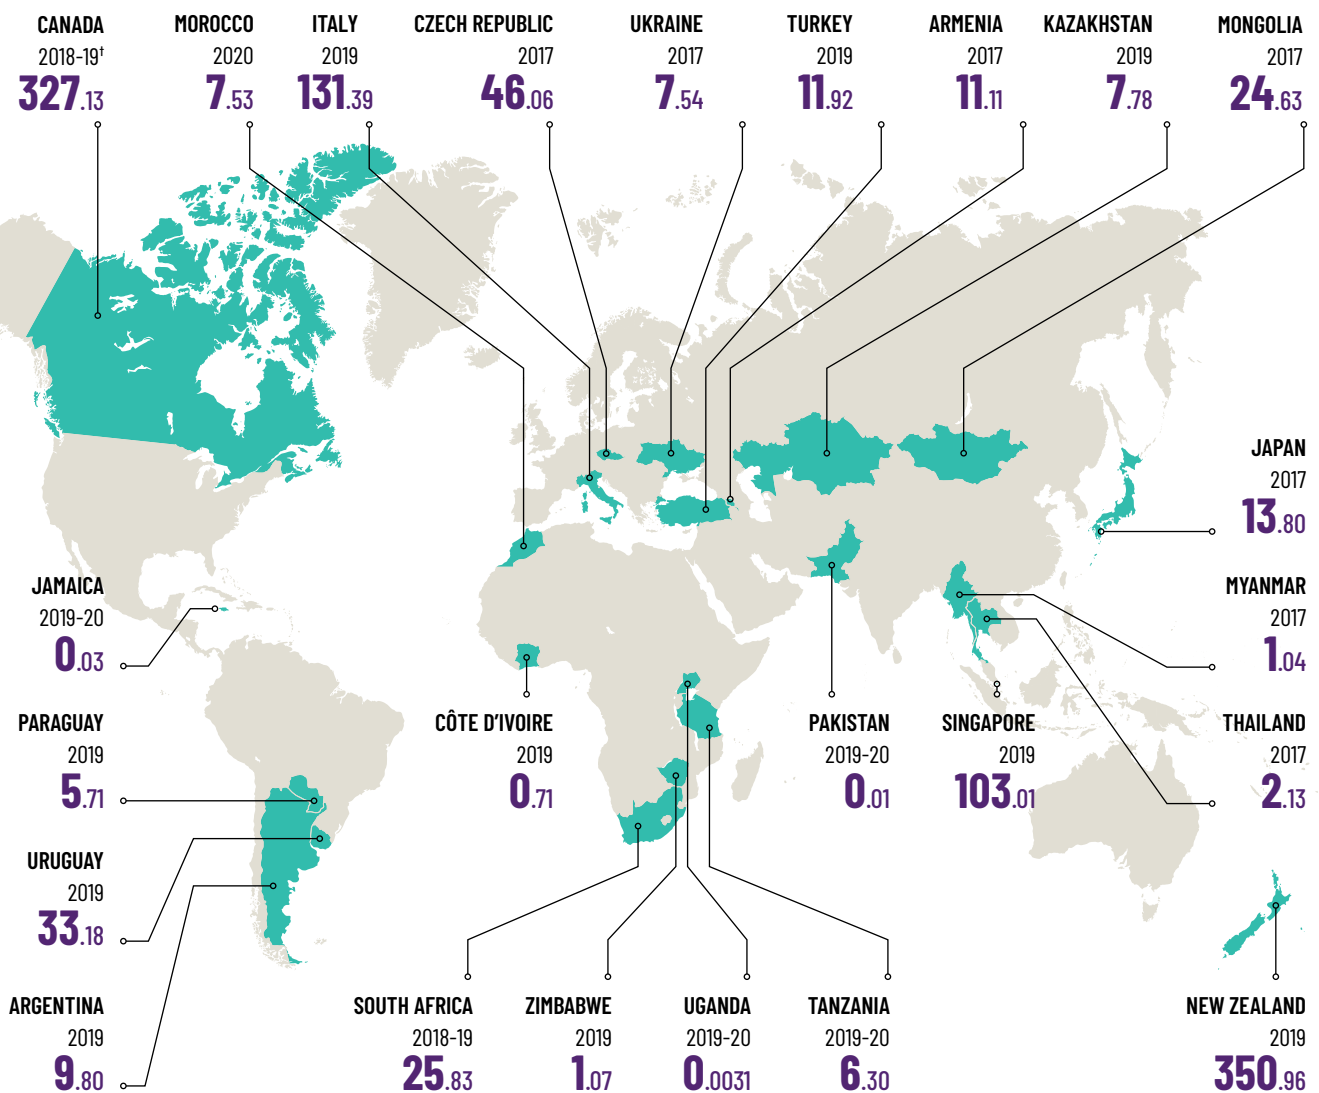 CANADA
2018-19†
327.13
MOROCCO
2020
7.53
ITALY
2019
131.39
CZECH REPUBLIC
2017
46.06
UKRAINE
2017
7.54
TURKEY
2019
11.92
ARMENIA
2017
11.11
KAZAKHSTAN
2019
7.78
MONGOLIA
2017
24.63
JAPAN
2017
13.80
JAMAICA
2019-20
0.03
MYANMAR
2017
1.04
PARAGUAY
2019
5.71
CÔTE D'IVOIRE
2019
0.71
PAKISTAN
2019-20
0.01
SINGAPORE
2019
103.01
THAILAND
2017
2.13
URUGUAY
2019
33.18
ARGENTINA
2019
9.80
SOUTH AFRICA
2018-19
25.83
ZIMBABWE
2019
1.07
UGANDA
2019-20
0.0031
TANZANIA
2019-20
6.30
NEW ZEALAND
2019
350.96